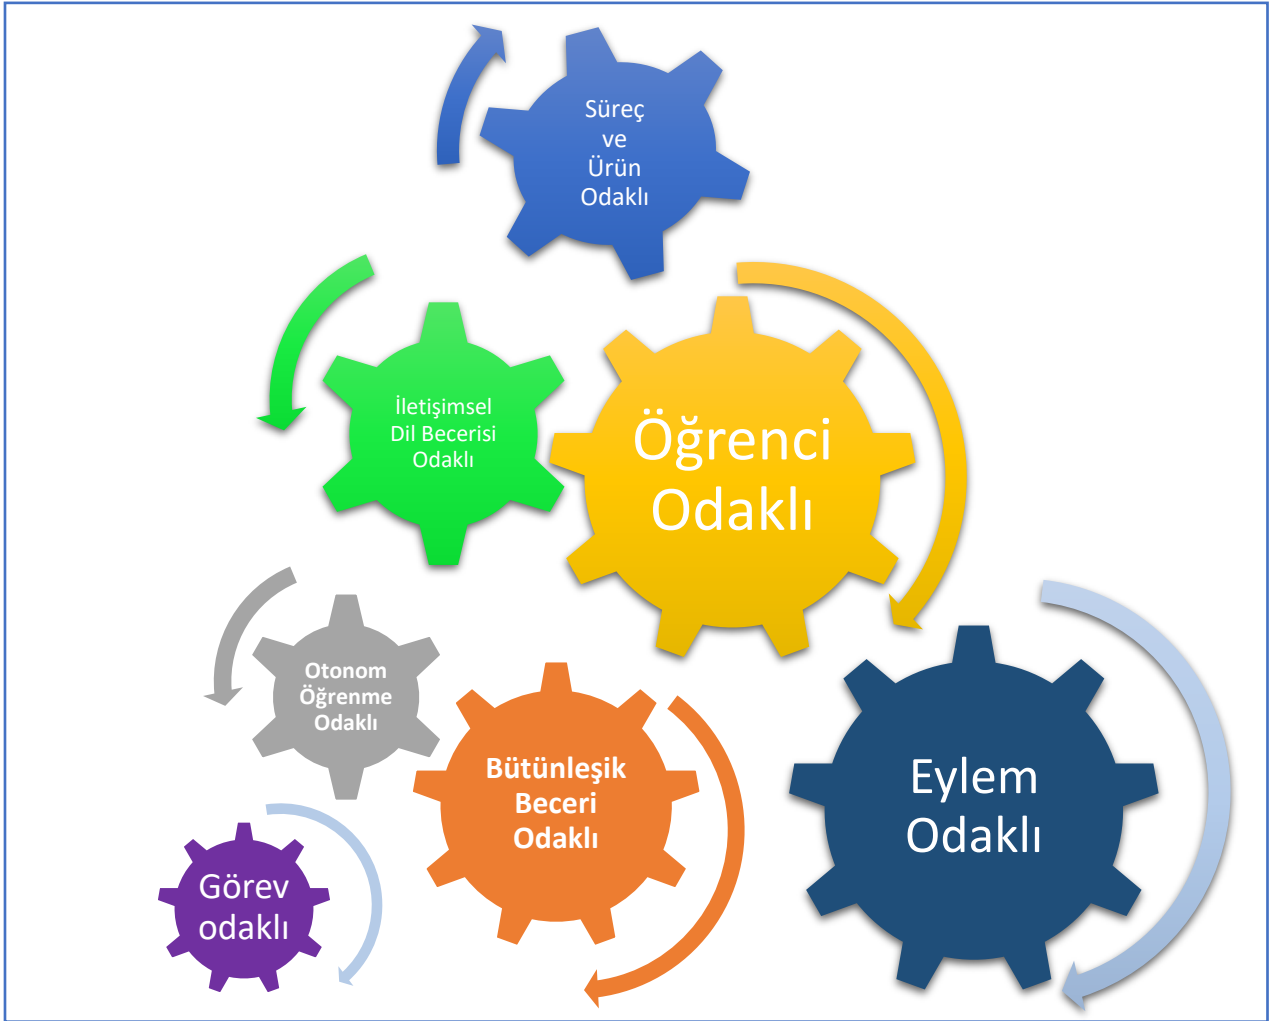 Süreç
ve
Ürün
Odaklı
İletişimsel
Dil Becerisi
Odaklı
Öğrenci
Odaklı
Otonom
Öğrenme
Odaklı
Bütünleşik
Beceri
Odaklı
Eylem
Odaklı
Görev
odaklı